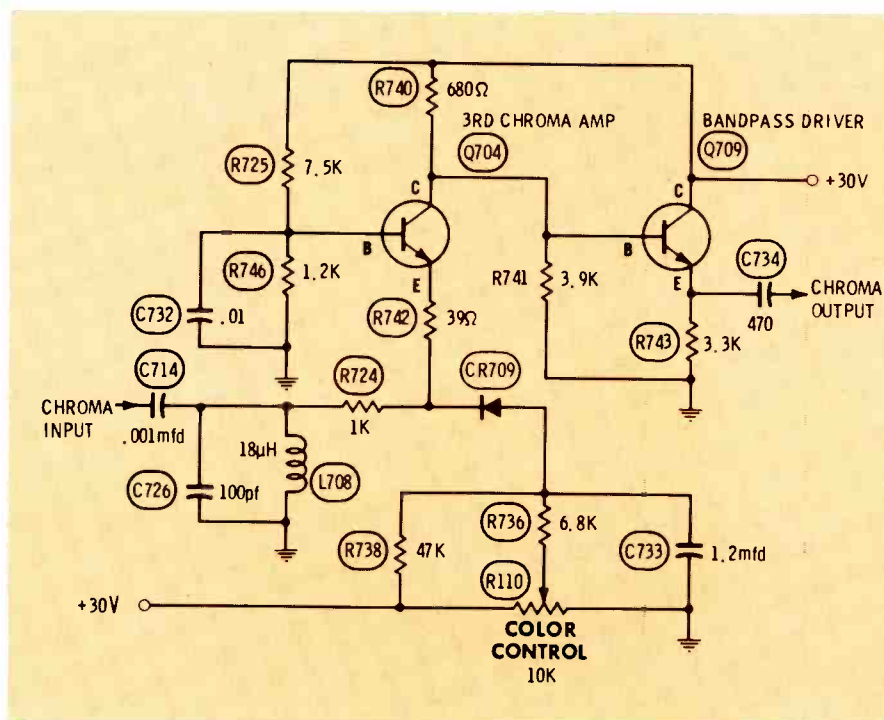 R740
680Ω
3RD CHROMA AMP
Q704
BANDPASS DRIVER
Q709
R725
7.5K
C
C
+30V
B
B
R746
1.2K
E
R741
3.9K
E
C734
CHROMA
OUTPUT
470
C732
.01
R742
39Ω
R743
3.3K
C714
CHROMA
INPUT
.001mfd
R724
1K
CR709
18µH
L708
C726
100pf
R738
47K
R736
6.8K
C733
1.2mfd
+30V
R110
COLOR
CONTROL
10K